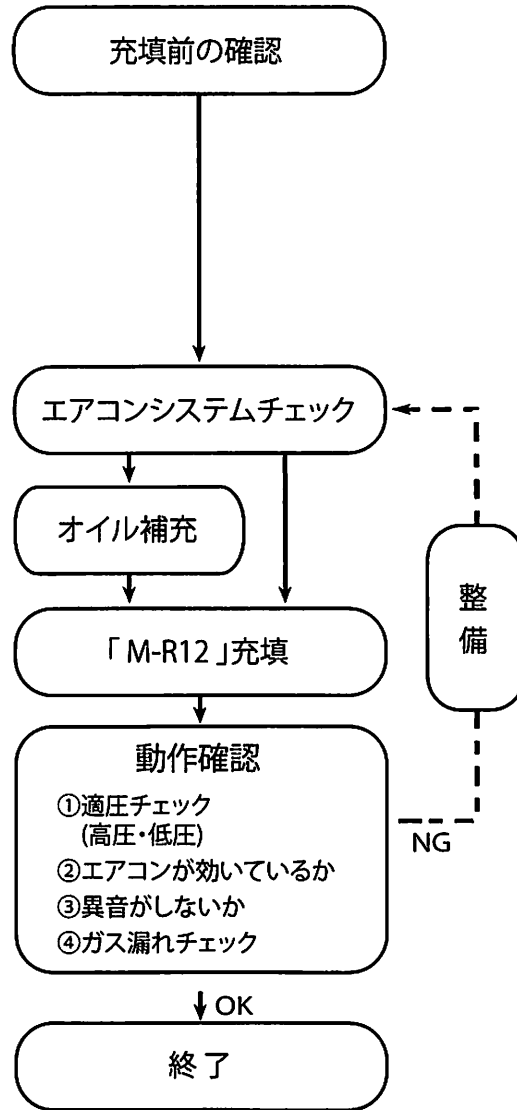 充填前の確認
エアコンシステムチェック
オイル補充
「M-R12」充填
整
備
動作確認
①適圧チェック
(高圧・低圧)
②エアコンが効いているか
③異音がしないか
④ガス漏れチェック
NG
OK
終了